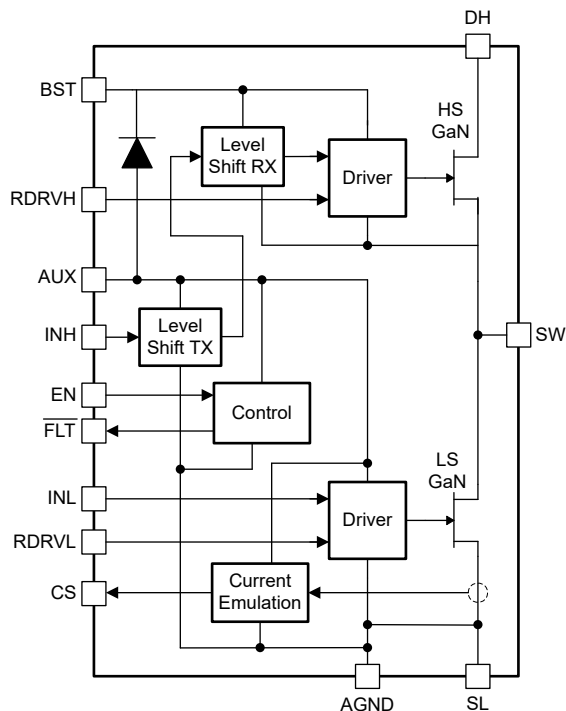 DH
BST
HS
GaN
Level
Shift RX
Driver
RDRVH
AUX
INH
Level
Shift TX
SW
EN
Control
FLT
LS
GaN
INL
Driver
RDRVL
CS
Current
Emulation
AGND
SL